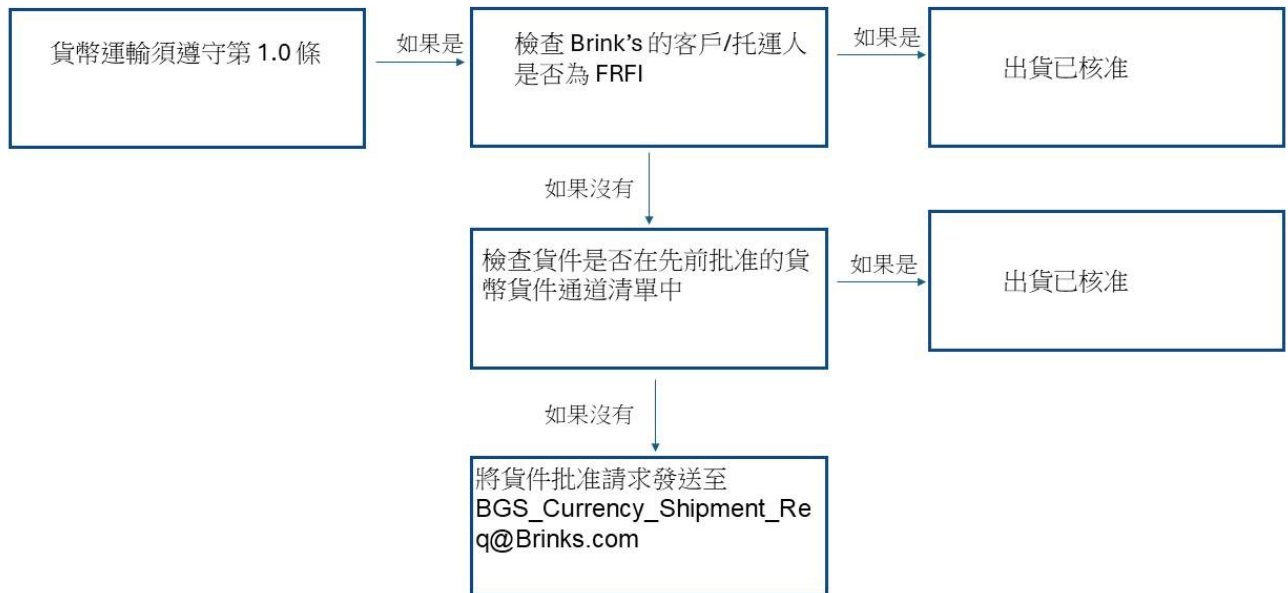 貨幣運輸須遵守第 1.0 條
如果是
檢查 Brink’s 的客戶/托運人
是否為 FRFI
如果是
出貨已核准
如果沒有
檢查貨件是否在先前批准的貨
幣貨件通道清單中
如果是
出貨已核准
如果沒有
將貨件批准請求發送至
BGS_Currency_Shipment_Re
q@Brinks.com